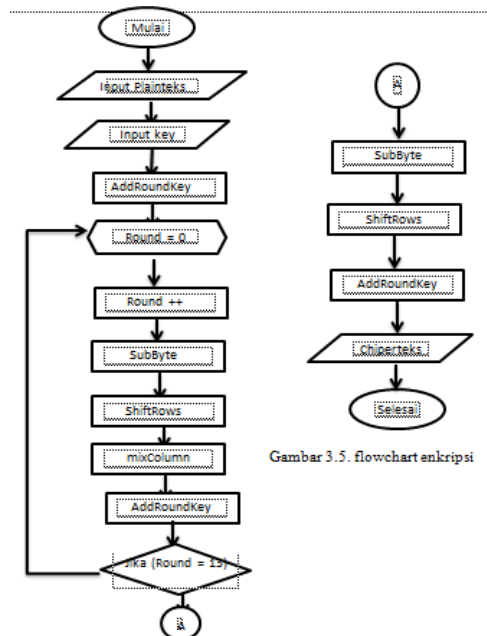 Mulai
Input Plainteks
Input key
AddRoundKey
Round = 0
Round ++
SubByte
ShiftRows
mixColumn
AddRoundKey
Jika (Round = 13)
A
A
SubByte
ShiftRows
AddRoundKey
Chiperteks
Selesai
Gambar 3.5. flowchart enkripsi